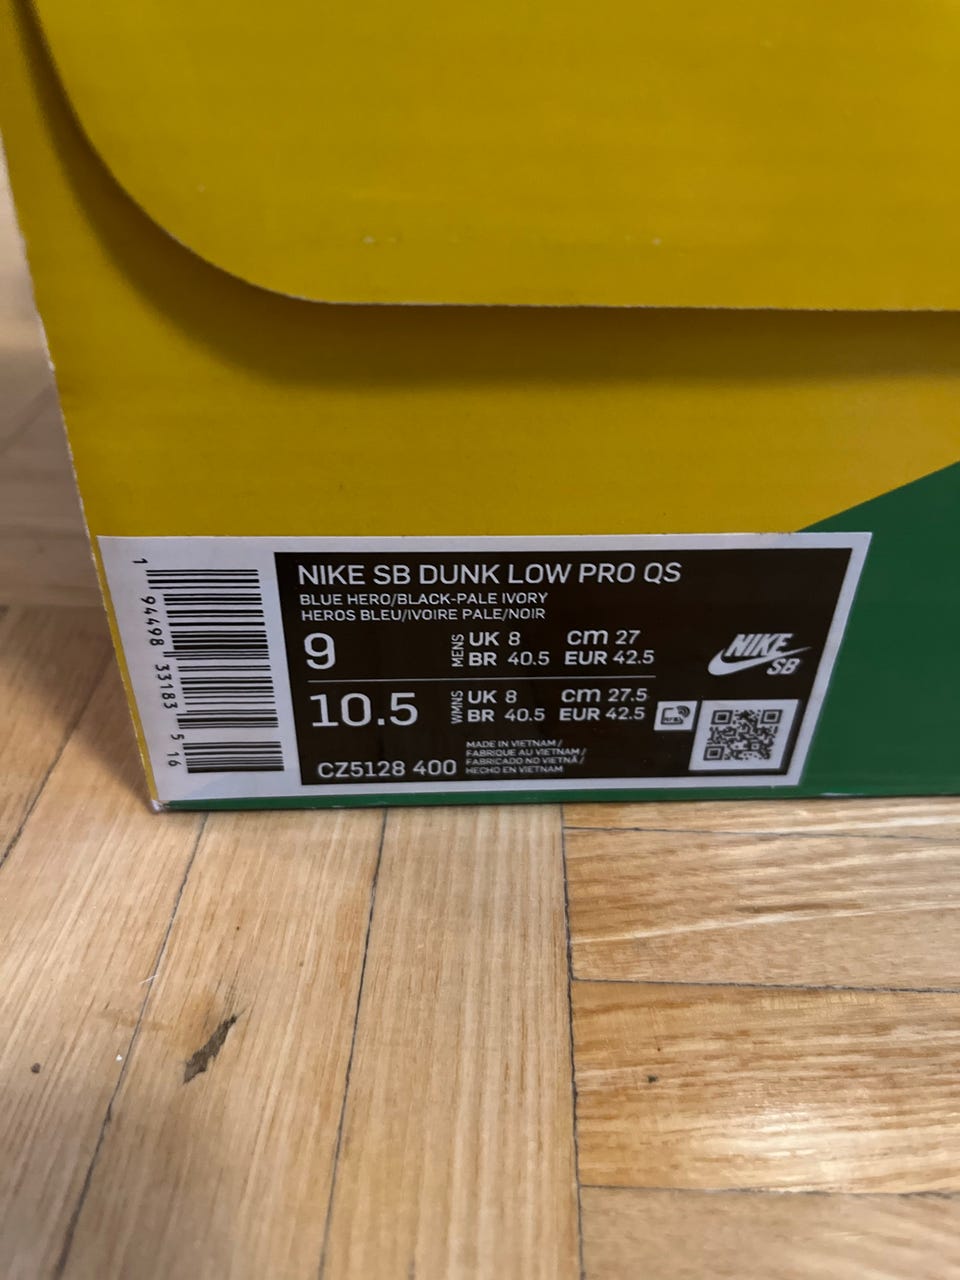 NIKE SB DUNK LOW PRO QS
BLUE HERO/BLACK-PALE IVORY
HEROS BLEU/IVOIRE PALE/NOIR
9 MENS UK 8 cm 27
BR 40.5 EUR 42.5
10.5 WMNS UK 8 cm 27.5
BR 40.5 EUR 42.5
CZ5128 400
MADE IN VIETNAM /
FABRIQUE AU VIETNAM /
FABRICADO NO VIETNÃ /
HECHO EN VIETNAM
NIKE
SB
1 94498 33183 5 16